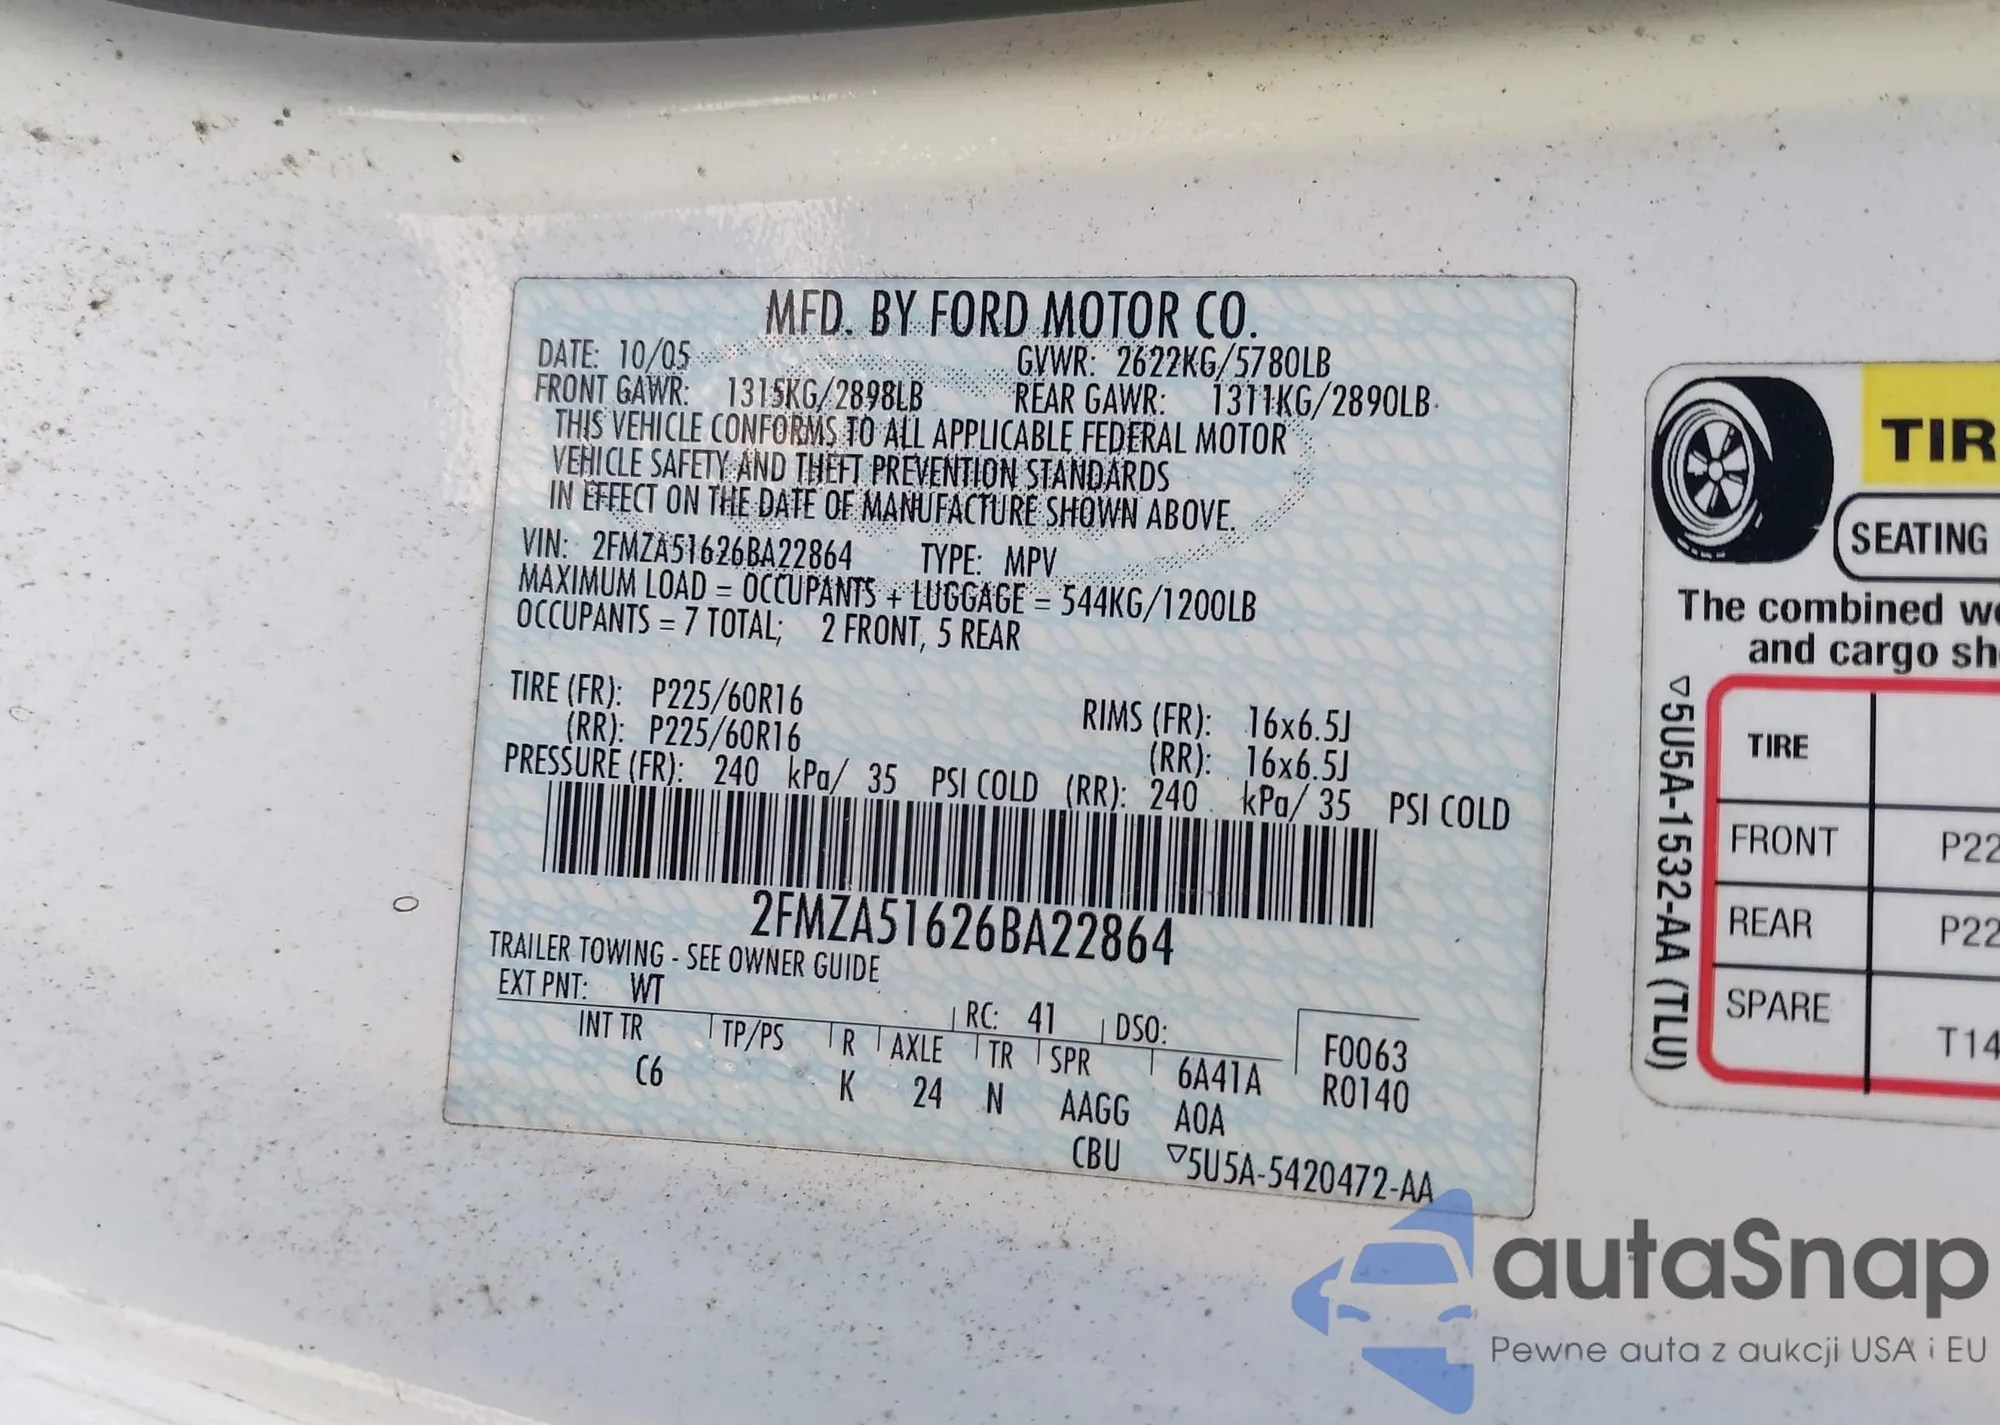 MFD. BY FORD MOTOR CO.
DATE: 10/05 GVWR: 2622KG/5780LB
FRONT GAWR: 1315KG/2898LB REAR GAWR: 1311KG/2890LB
THIS VEHICLE CONFORMS TO ALL APPLICABLE FEDERAL MOTOR
VEHICLE SAFETY AND THEFT PREVENTION STANDARDS
IN EFFECT ON THE DATE OF MANUFACTURE SHOWN ABOVE.
VIN: 2FMZA51626BA22864 TYPE: MPV
MAXIMUM LOAD = OCCUPANTS + LUGGAGE = 544KG/1200LB
OCCUPANTS = 7 TOTAL; 2 FRONT, 5 REAR
TIRE (FR): P225/60R16 RIMS (FR): 16x6.5J
(RR): P225/60R16 (RR): 16x6.5J
PRESSURE (FR): 240 kPa/ 35 PSI COLD (RR): 240 kPa/ 35 PSI COLD
2FMZA51626BA22864
TRAILER TOWING - SEE OWNER GUIDE
EXT PNT: WT RC: 41 DSO:
INT TR TP/PS R AXLE TR SPR 6A41A F0063
C6 K 24 N AAGG A0A R0140
CBU ▽5U5A-5420472-AA
TIR
SEATING
The combined we
and cargo sh
▽5U5A-1532-AA (TLU)
TIRE
FRONT P22
REAR P22
SPARE T14
autaSnap
Pewne auta z aukcji USA i EU